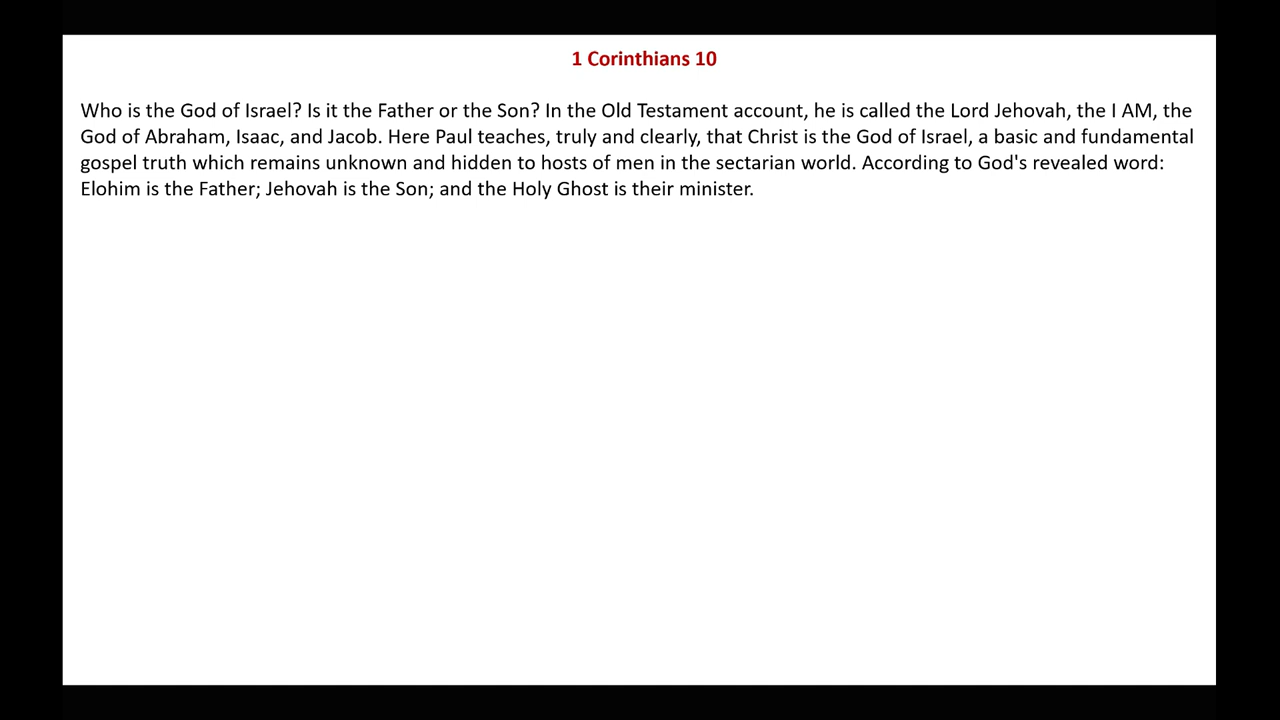 1 Corinthians 10
Who is the God of Israel? Is it the Father or the Son? In the Old Testament account, he is called the Lord Jehovah, the I AM, the
God of Abraham, Isaac, and Jacob. Here Paul teaches, truly and clearly, that Christ is the God of Israel, a basic and fundamental
gospel truth which remains unknown and hidden to hosts of men in the sectarian world. According to God's revealed word:
Elohim is the Father; Jehovah is the Son; and the Holy Ghost is their minister.